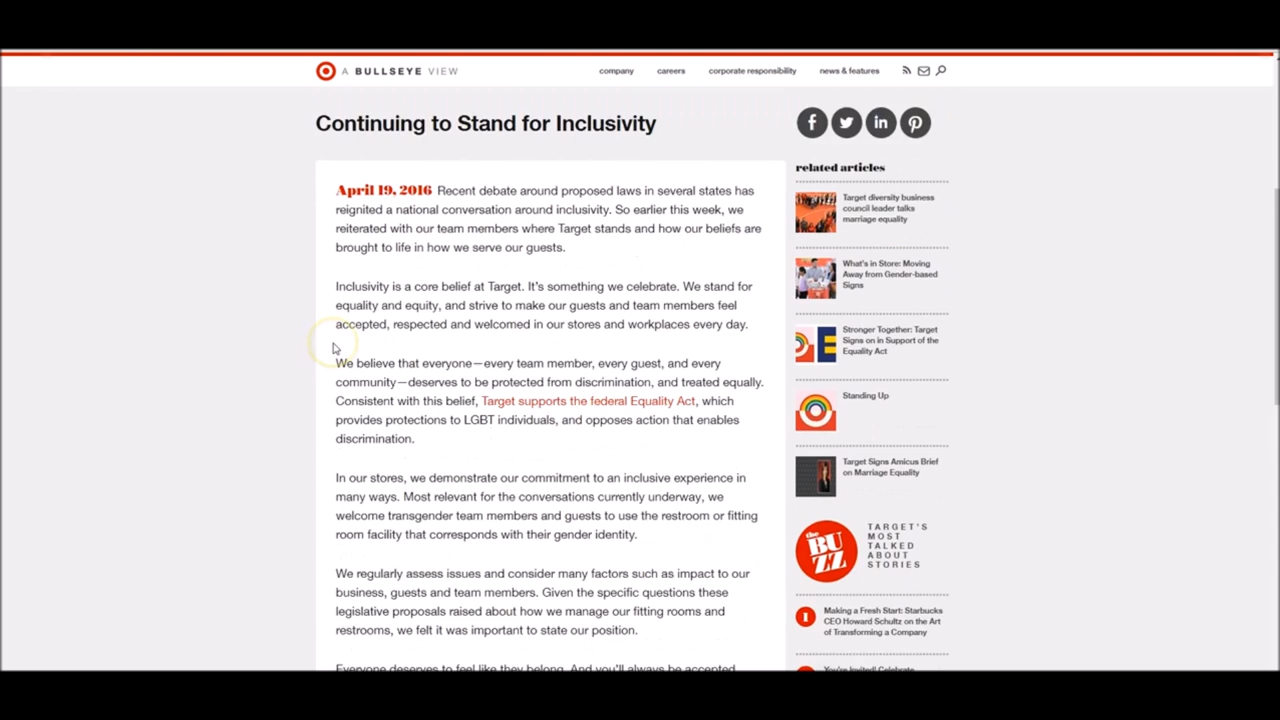 A BULLSEYE VIEW
company careers corporate responsibility news & features
Continuing to Stand for Inclusivity
April 19, 2016 Recent debate around proposed laws in several states has
reignited a national conversation around inclusivity. So earlier this week, we
reiterated with our team members where Target stands and how our beliefs are
brought to life in how we serve our guests.
Inclusivity is a core belief at Target. It's something we celebrate. We stand for
equality and equity, and strive to make our guests and team members feel
accepted, respected and welcomed in our stores and workplaces every day.
We believe that everyone—every team member, every guest, and every
community—deserves to be protected from discrimination, and treated equally.
Consistent with this belief, Target supports the federal Equality Act, which
provides protections to LGBT individuals, and opposes action that enables
discrimination.
In our stores, we demonstrate our commitment to an inclusive experience in
many ways. Most relevant for the conversations currently underway, we
welcome transgender team members and guests to use the restroom or fitting
room facility that corresponds with their gender identity.
We regularly assess issues and consider many factors such as impact to our
business, guests and team members. Given the specific questions these
legislative proposals raised about how we manage our fitting rooms and
restrooms, we felt it was important to state our position.
Everyone deserves to feel like they belong. And you'll always be accepted,
related articles
Target diversity business
council leader talks
marriage equality
What's in Store: Moving
Away from Gender-based
Signs
Stronger Together: Target
Signs on in Support of the
Equality Act
Standing Up
Target Signs Amicus Brief
on Marriage Equality
the
BUZZ
TARGET'S
MOST
TALKED
ABOUT
STORIES
1
Making a Fresh Start: Starbucks
CEO Howard Schultz on the Art
of Transforming a Company
You're Invited! Celebrate